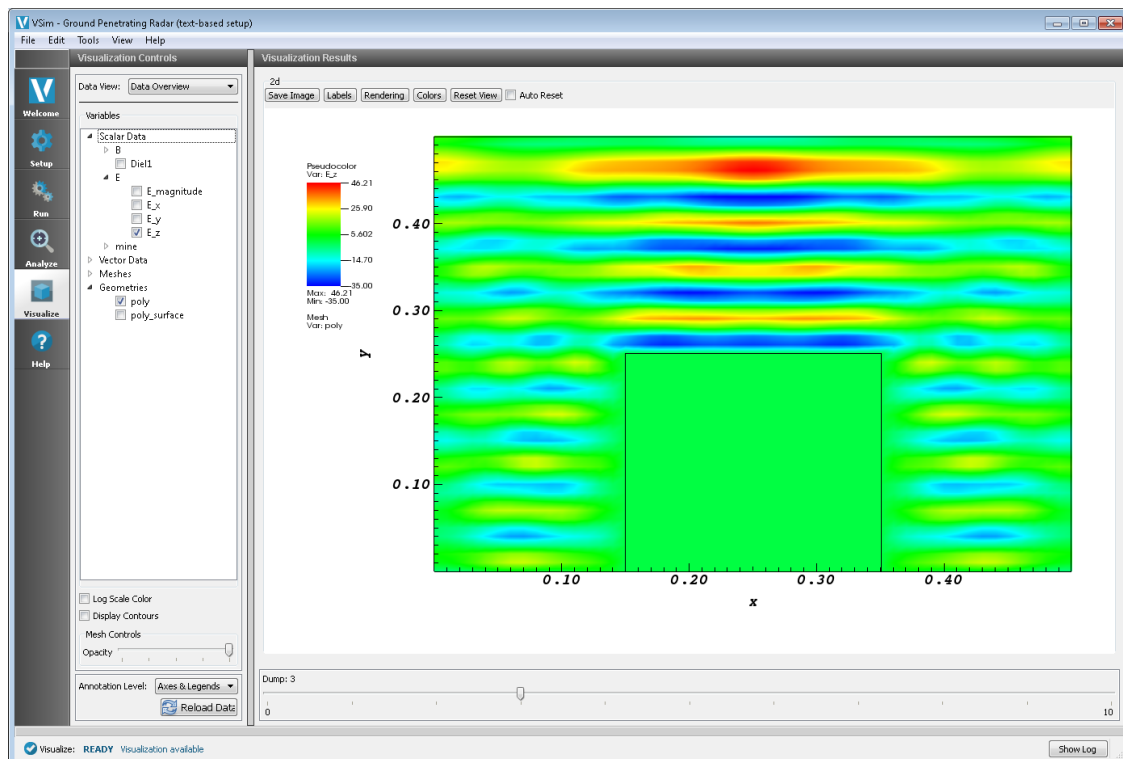 VSim - Ground Penetrating Radar (text-based setup)
File Edit Tools View Help
Visualization Controls
Visualization Results
Welcome
Setup
Run
Analyze
Visualize
Help
Data View: Data Overview
Variables
Scalar Data
B
Diel1
E
E_magnitude
E_x
E_y
E_z
mine
Vector Data
Meshes
Geometries
poly
poly_surface
Log Scale Color
Display Contours
Mesh Controls
Opacity
Annotation Level: Axes & Legends
Reload Data
2d
Save Image Labels Rendering Colors Reset View Auto Reset
Pseudocolor
Var: E_z
46.21
25.90
5.602
-14.70
-35.00
Max: 46.21
Min: -35.00
Mesh
Var: poly
0.40
0.30
0.20
0.10
y
0.10 0.20 0.30 0.40
x
Dump: 3
0 10
Visualize: READY Visualization available
Show Log